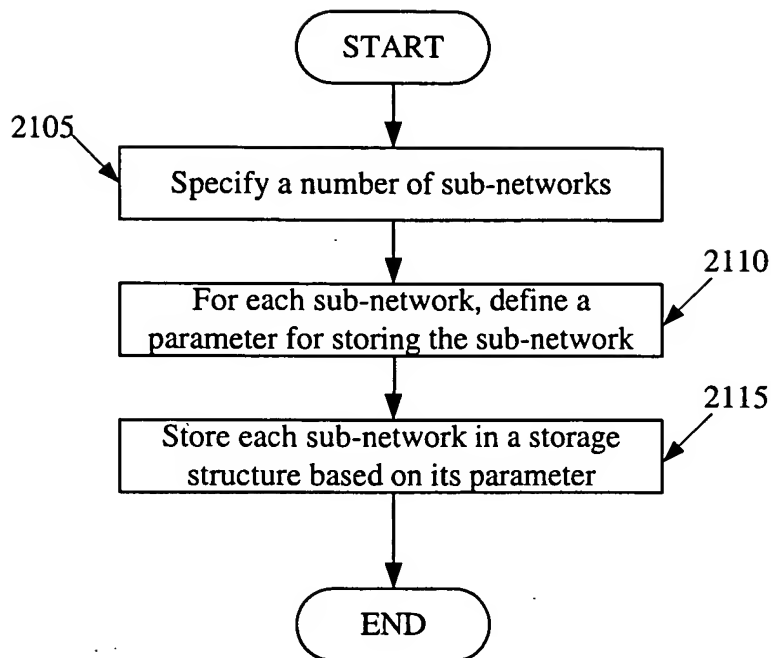 START
2105
Specify a number of sub-networks
2110
For each sub-network, define a
parameter for storing the sub-network
2115
Store each sub-network in a storage
structure based on its parameter
END